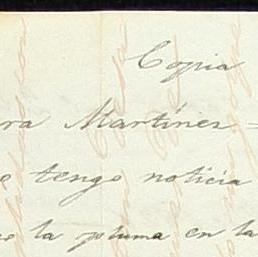 Copia
ra Martínez
e tengo noticia
o la pluma en la